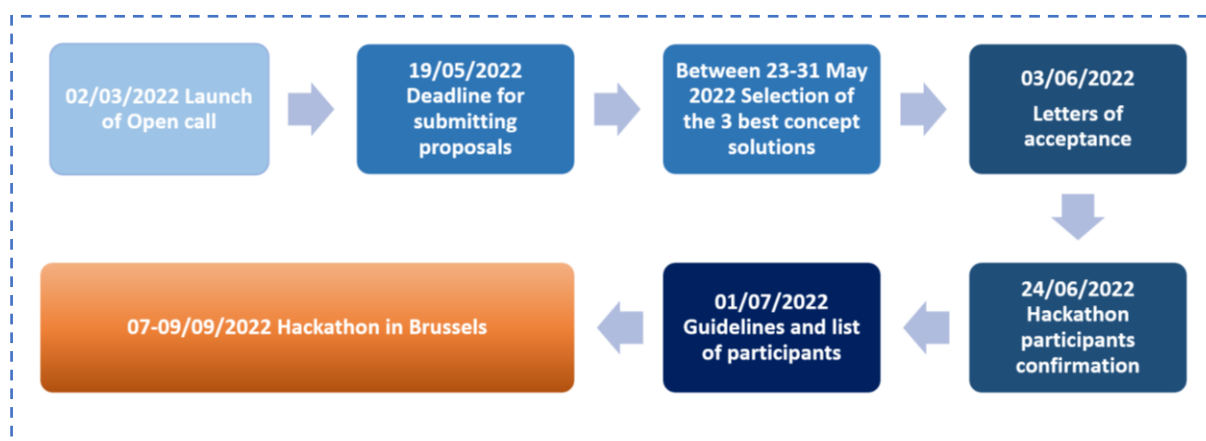 02/03/2022 Launch
of Open call
19/05/2022
Deadline for
submitting
proposals
Between 23-31 May
2022 Selection of
the 3 best concept
solutions
03/06/2022
Letters of
acceptance
24/06/2022
Hackathon
participants
confirmation
01/07/2022
Guidelines and list
of participants
07-09/09/2022 Hackathon in Brussels